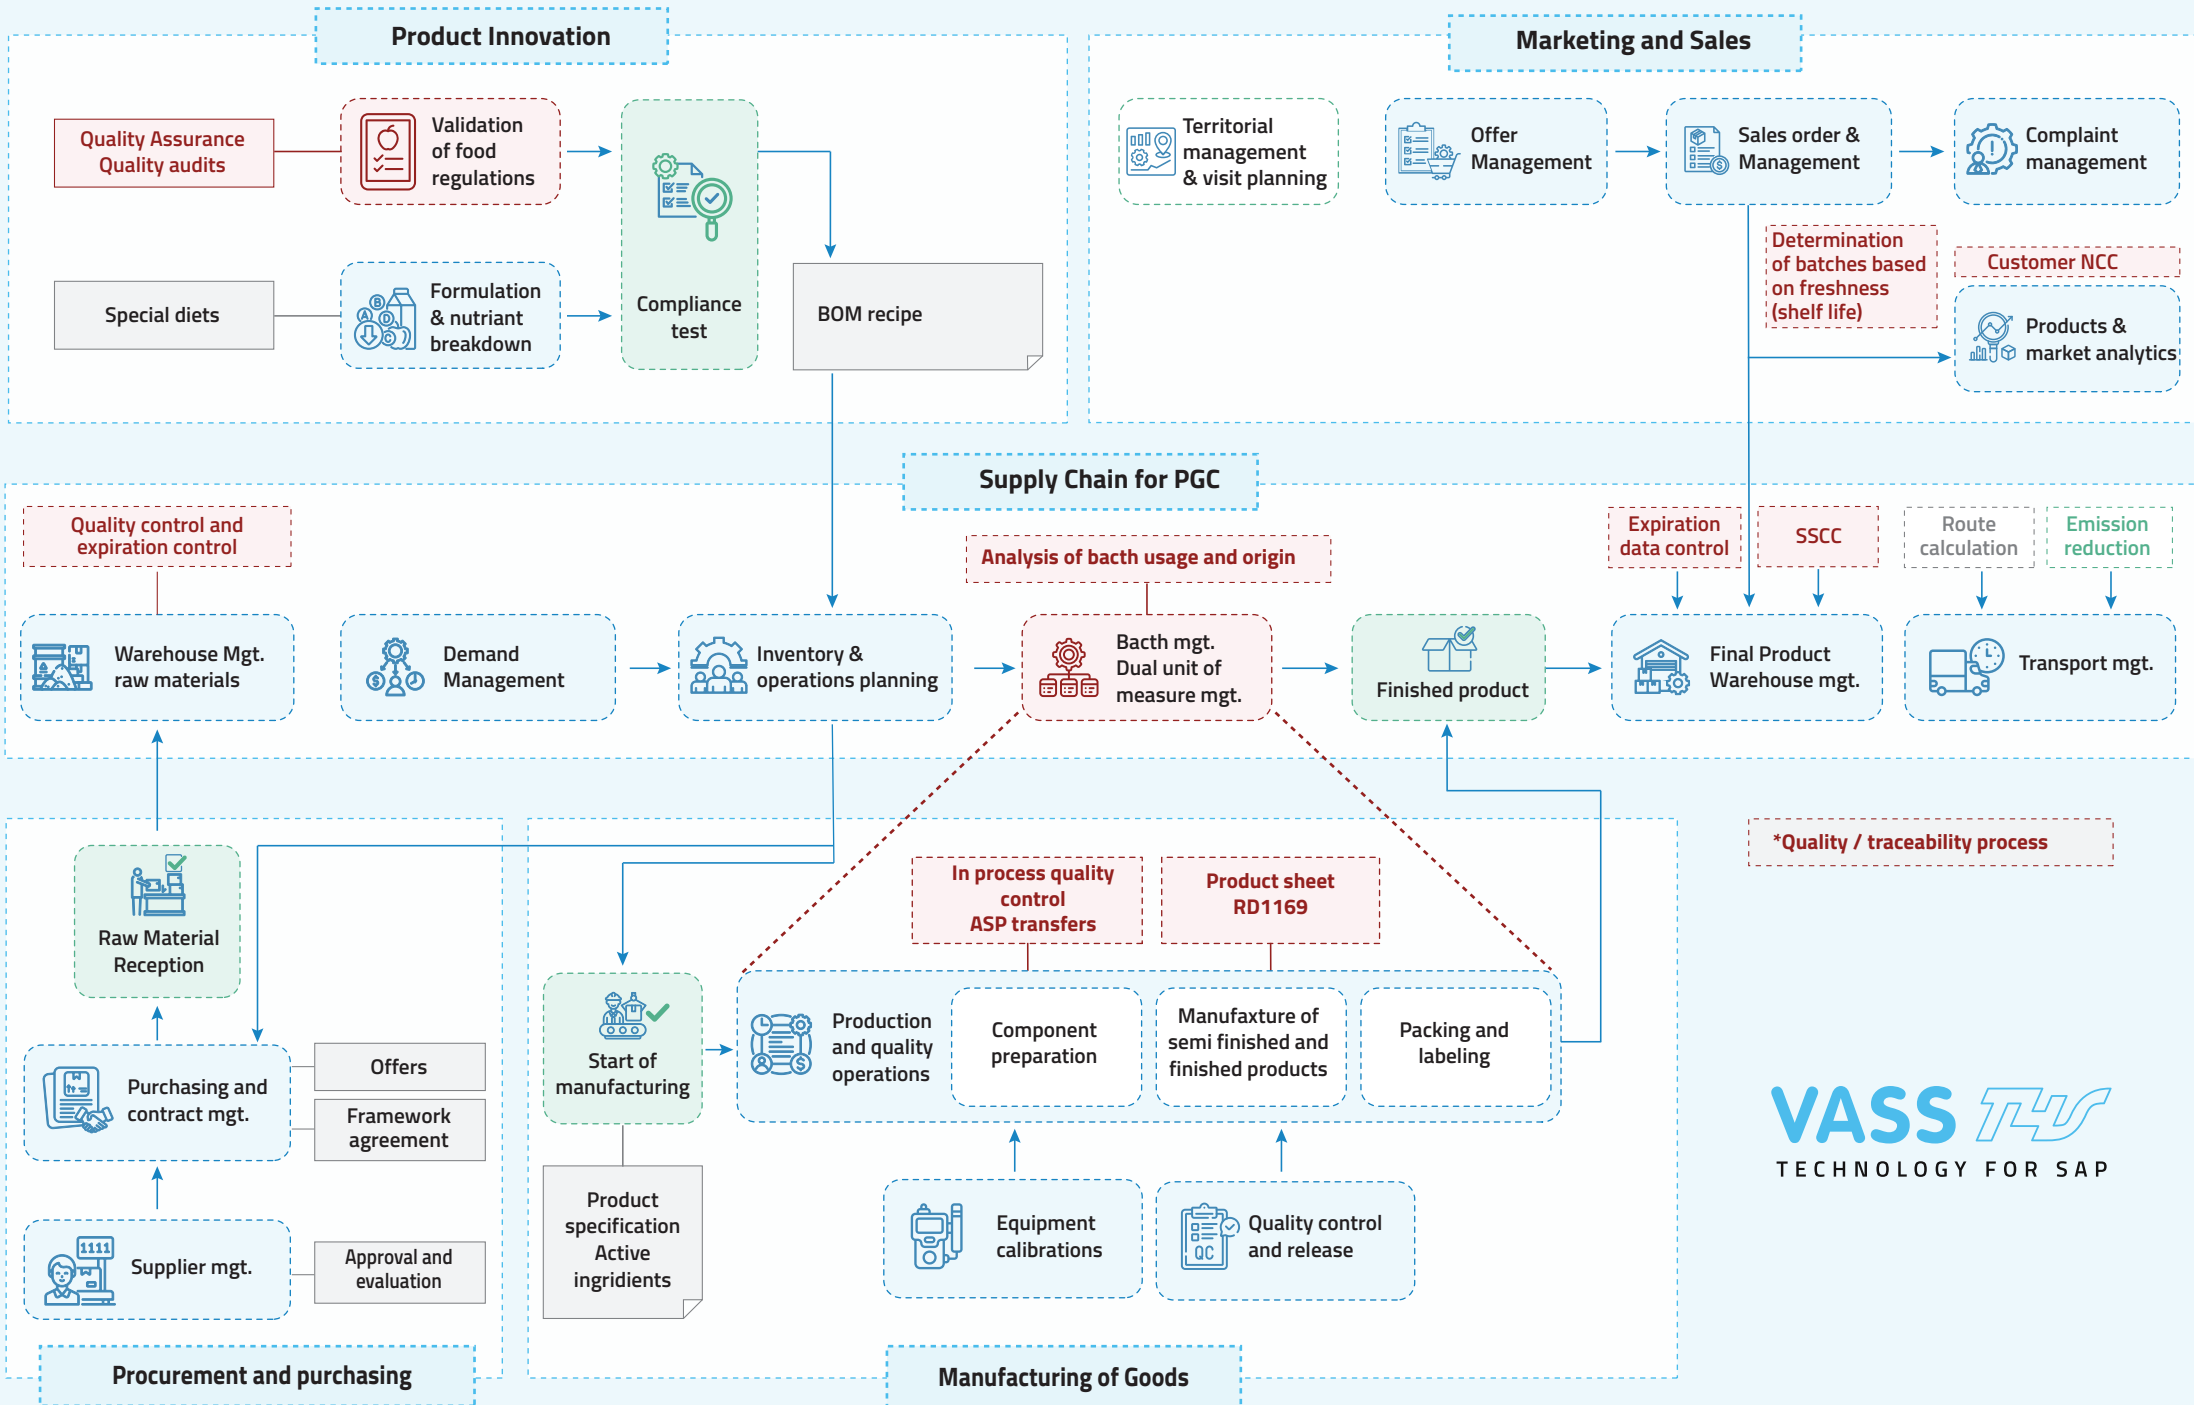 Product Innovation
Quality Assurance
Quality audits
Validation
of food
regulations
Special diets
Formulation
& nutriant
breakdown
B
A
D
C
Compliance
test
BOM recipe
Marketing and Sales
Territorial
management
& visit planning
Offer
Management
Sales order &
Management
$
Complaint
management
Determination
of batches based
on freshness
(shelf life)
Customer NCC
Products &
market analytics
Supply Chain for PGC
Quality control and
expiration control
Warehouse Mgt.
raw materials
Demand
Management
$
Inventory &
operations planning
Analysis of bacth usage and origin
Bacth mgt.
Dual unit of
measure mgt.
Finished product
Expiration
data control
SSCC
Final Product
Warehouse mgt.
Route
calculation
Emission
reduction
Transport mgt.
Raw Material
Reception
Purchasing and
contract mgt.
Offers
Framework
agreement
1111
Supplier mgt.
Approval and
evaluation
Procurement and purchasing
Start of
manufacturing
Product
specification
Active
ingridients
In process quality
control
ASP transfers
Product sheet
RD1169
$
Production
and quality
operations
Component
preparation
Manufaxture of
semi finished and
finished products
Packing and
labeling
Equipment
calibrations
QC
Quality control
and release
Manufacturing of Goods
*Quality / traceability process
VASS T4S
TECHNOLOGY FOR SAP